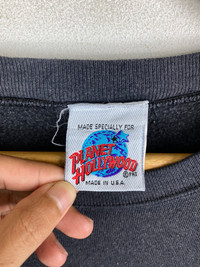 MADE SPECIALLY FOR
PLANET
HOLLYWOOD
MADE IN U.S.A.